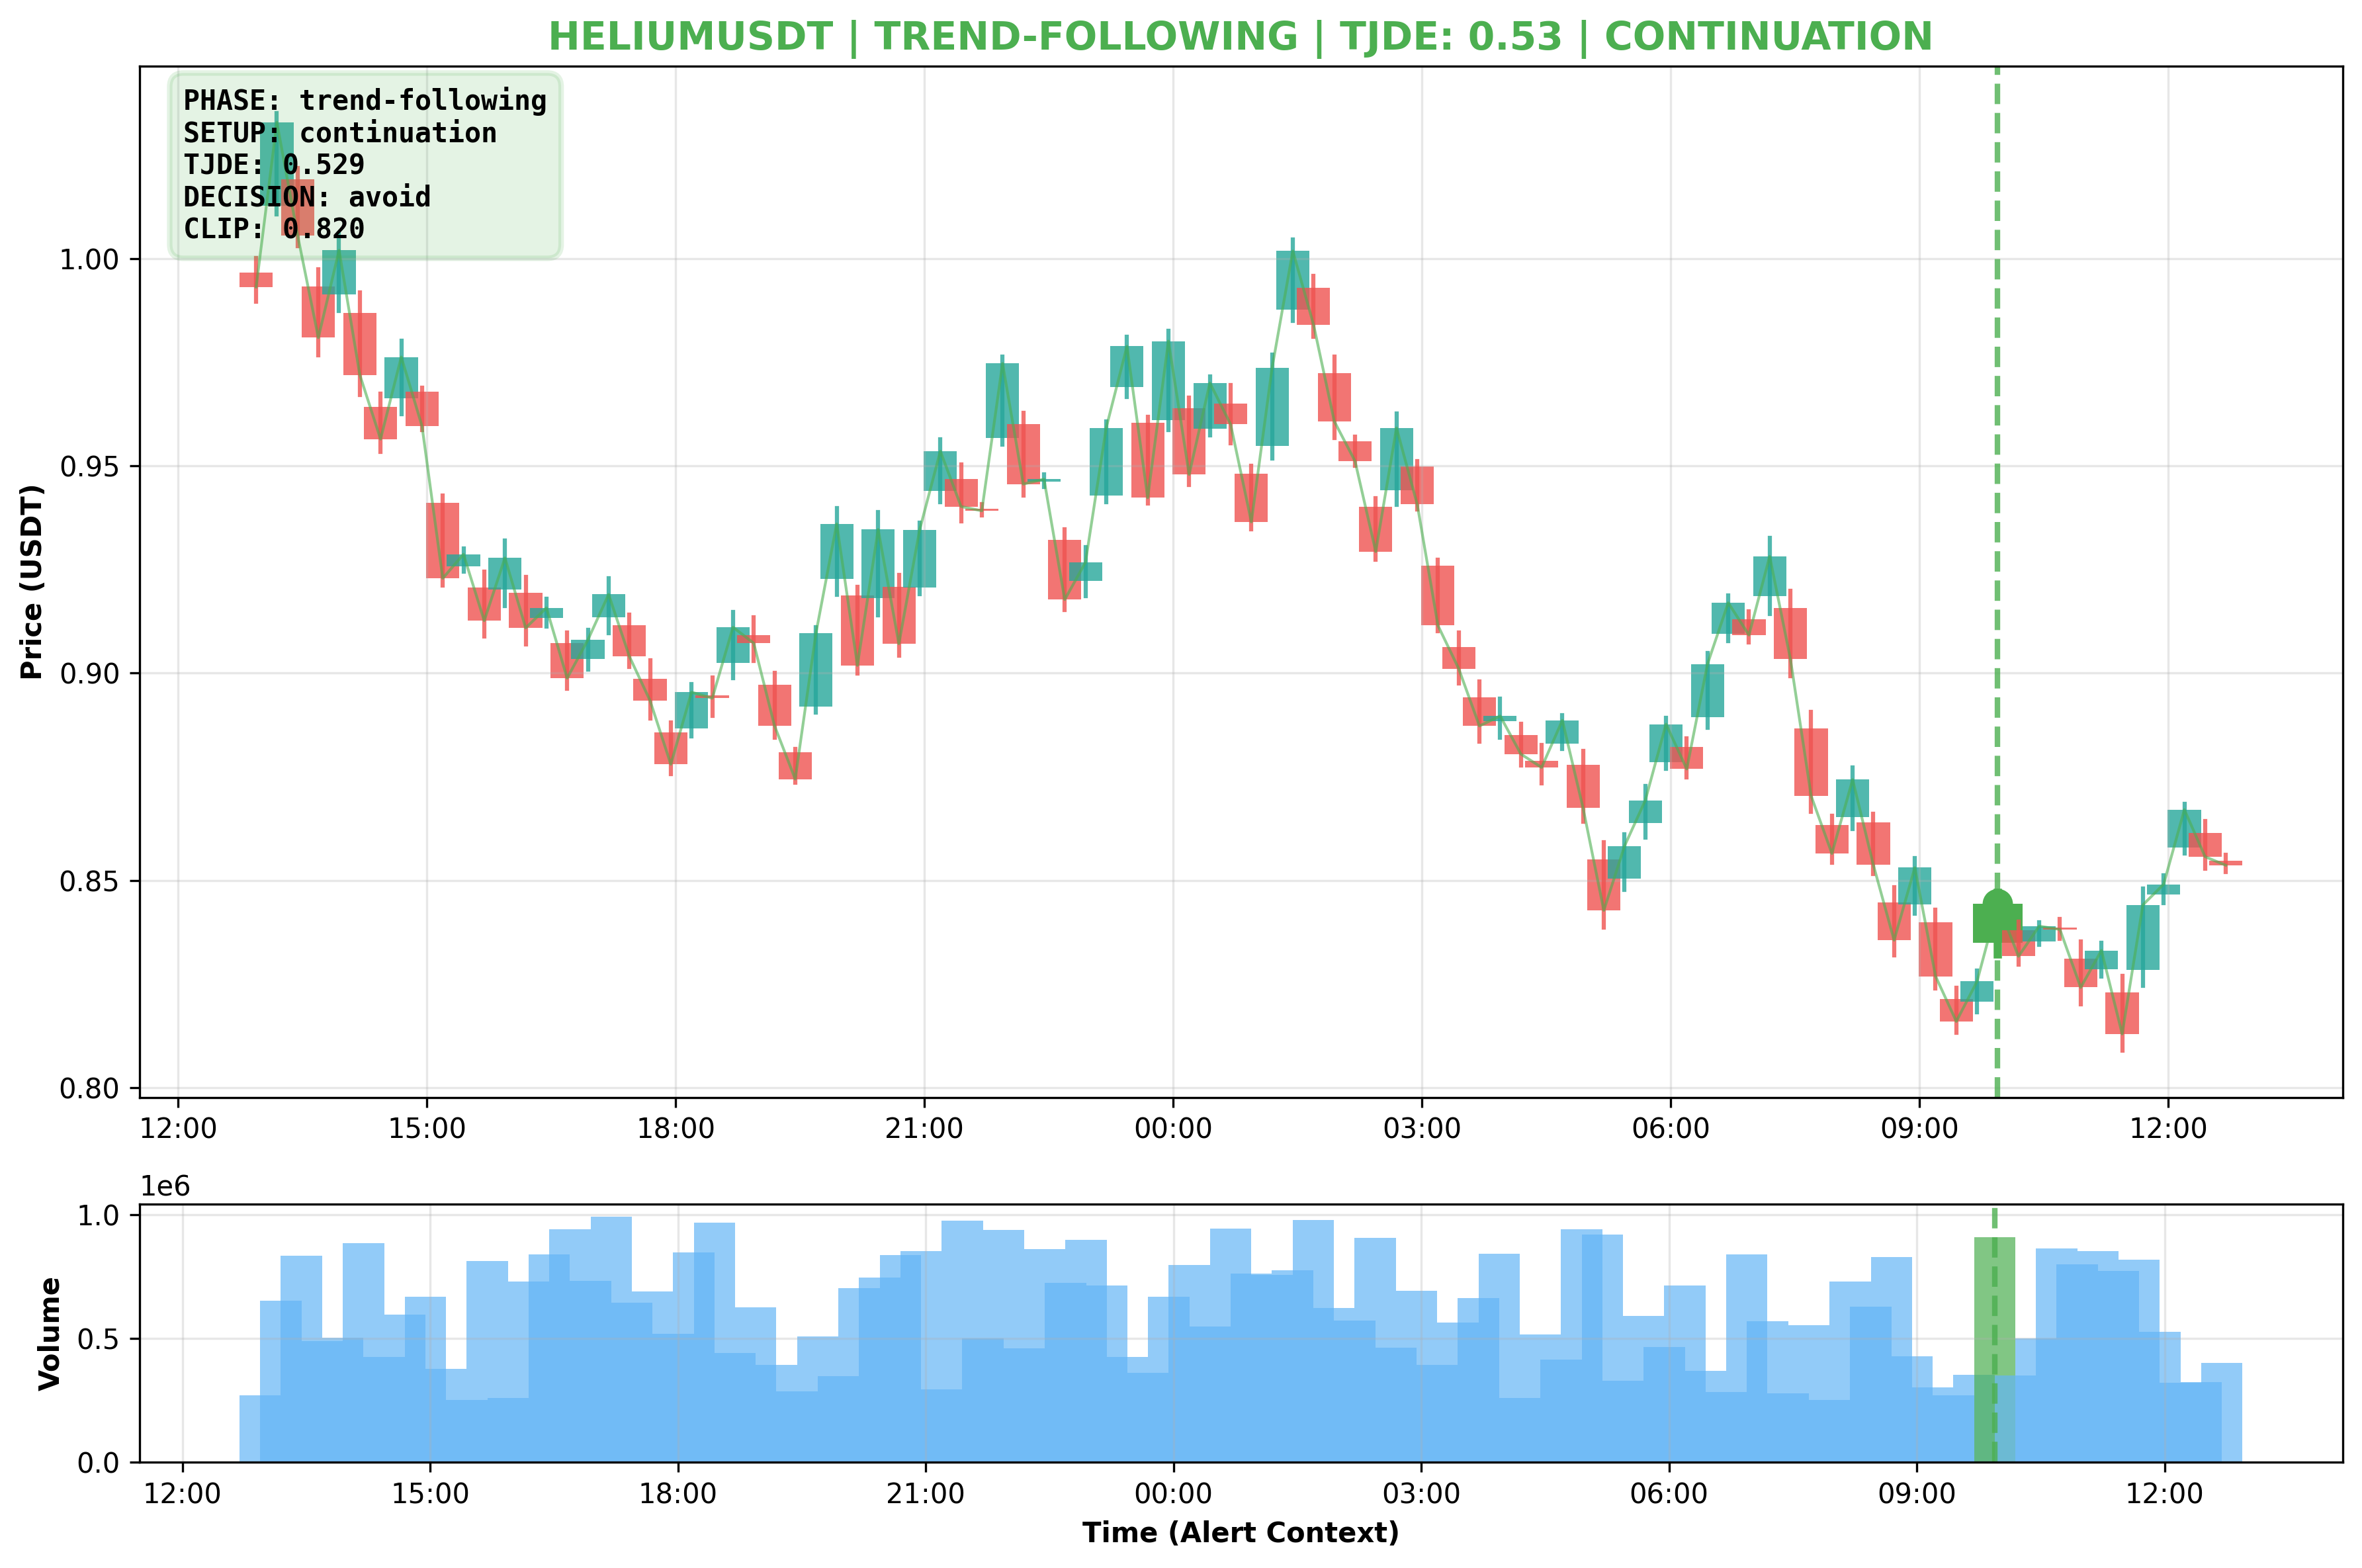 HELIUMUSDT | TREND-FOLLOWING | TJDE: 0.53 | CONTINUATION
PHASE: trend-following
SETUP: continuation
TJDE: 0.529
DECISION: avoid
CLIP: 0.820
Price (USDT)
1.00
0.95
0.90
0.85
0.80
12:00 15:00 18:00 21:00 00:00 03:00 06:00 09:00 12:00
1e6
Volume
1.0
0.5
0.0
12:00 15:00 18:00 21:00 00:00 03:00 06:00 09:00 12:00
Time (Alert Context)